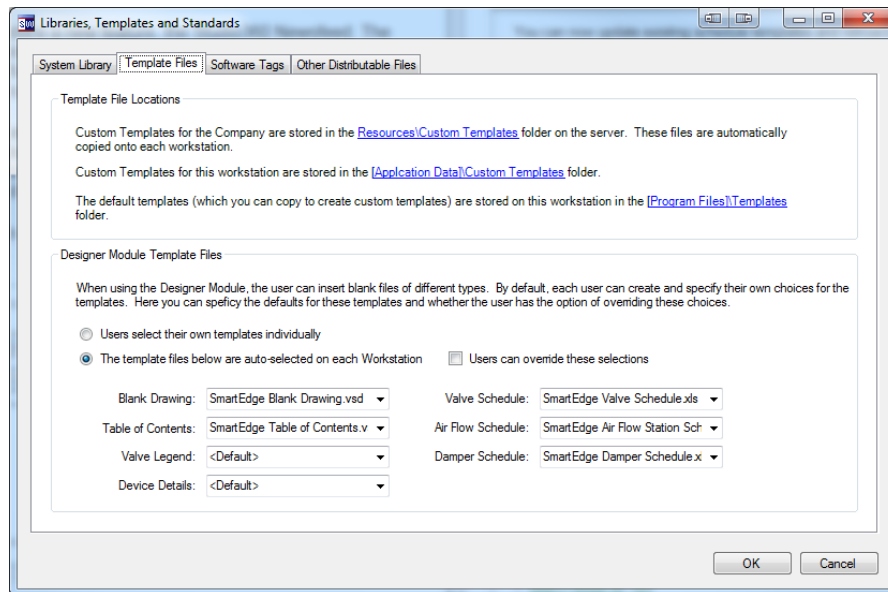 SW Libraries, Templates and Standards
System Library Template Files Software Tags Other Distributable Files
Template File Locations
Custom Templates for the Company are stored in the Resources\Custom Templates folder on the server. These files are automatically
copied onto each workstation.
Custom Templates for this workstation are stored in the [Applcation Data]\Custom Templates folder.
The default templates (which you can copy to create custom templates) are stored on this workstation in the [Program Files]\Templates
folder.
Designer Module Template Files
When using the Designer Module, the user can insert blank files of different types. By default, each user can create and specify their own choices for the
templates. Here you can speficy the defaults for these templates and whether the user has the option of overriding these choices.
Users select their own templates individually
The template files below are auto-selected on each Workstation Users can override these selections
Blank Drawing: SmartEdge Blank Drawing.vsd Valve Schedule: SmartEdge Valve Schedule.xls
Table of Contents: SmartEdge Table of Contents.v Air Flow Schedule: SmartEdge Air Flow Station Sch
Valve Legend: <Default> Damper Schedule: SmartEdge Damper Schedule.x
Device Details: <Default>
OK Cancel